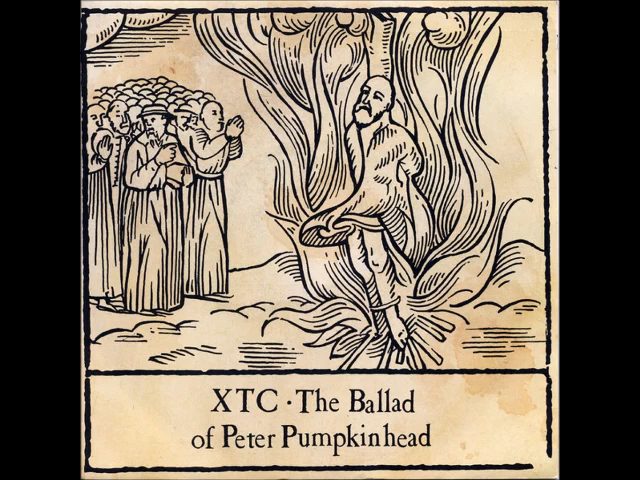 XTC · The Ballad
of Peter Pumpkinhead